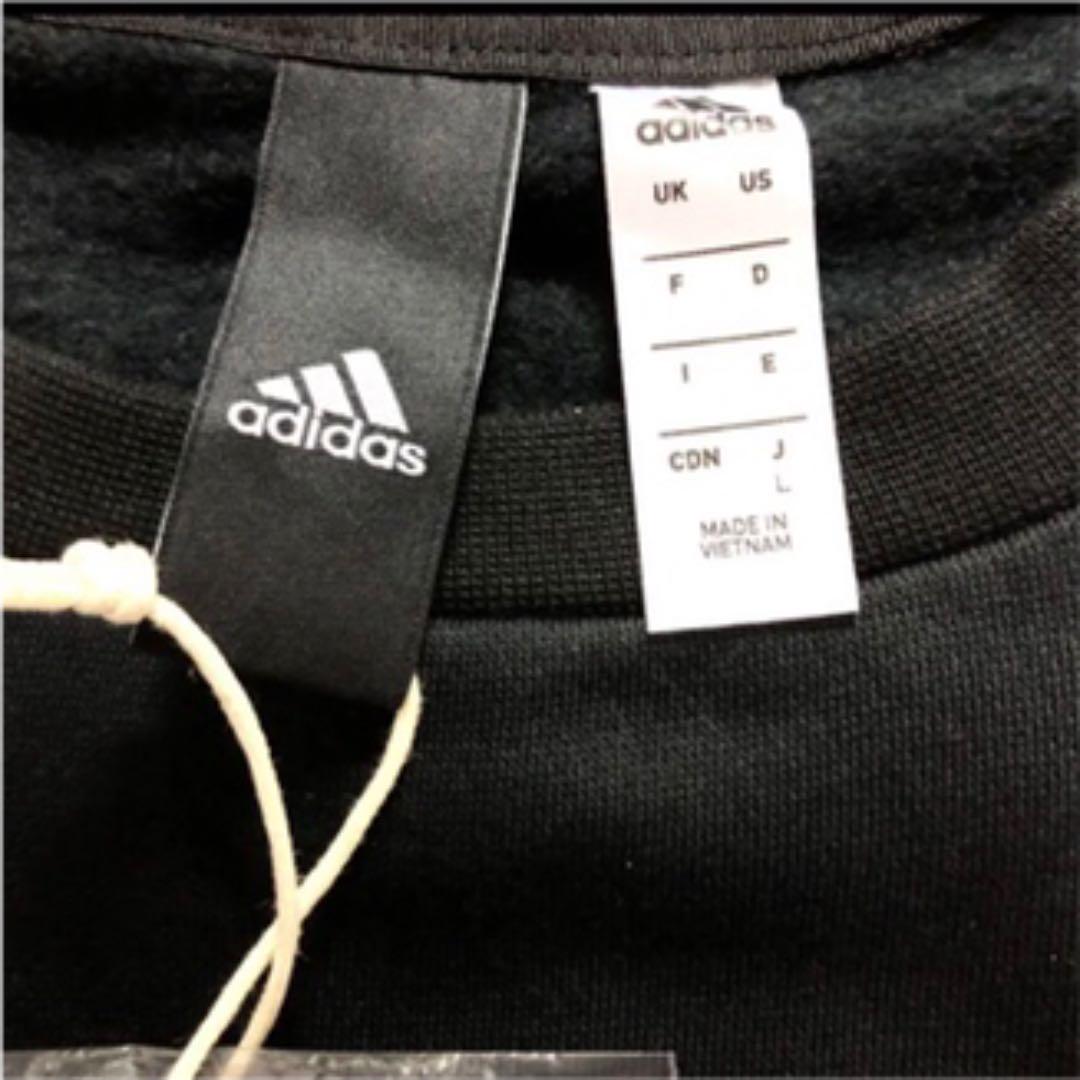 adidas
adidas
UK US
F D
I E
CDN J
L
MADE IN
VIETNAM